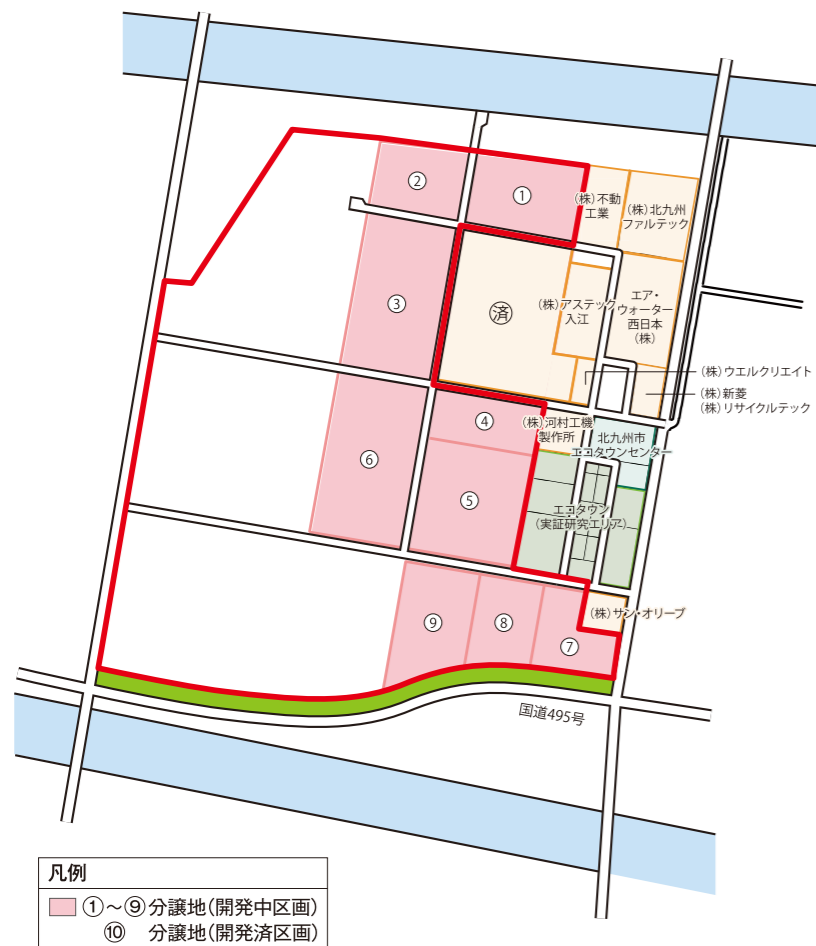 ②
①
(株)不動
工業
(株)北九州
ファルテック
③
済
(株)アステック
入江
エア・
ウォーター
西日本
(株)
(株)ウエルクリエイト
(株)新菱
(株)リサイクルテック
④
(株)河村工機
製作所
北九州市
エコタウンセンター
⑥
⑤
エコタウン
(実証研究エリア)
⑨
⑧
⑦
(株)サン・オリーブ
国道495号
凡例
①～⑨分譲地(開発中区画)
⑩ 分譲地(開発済区画)